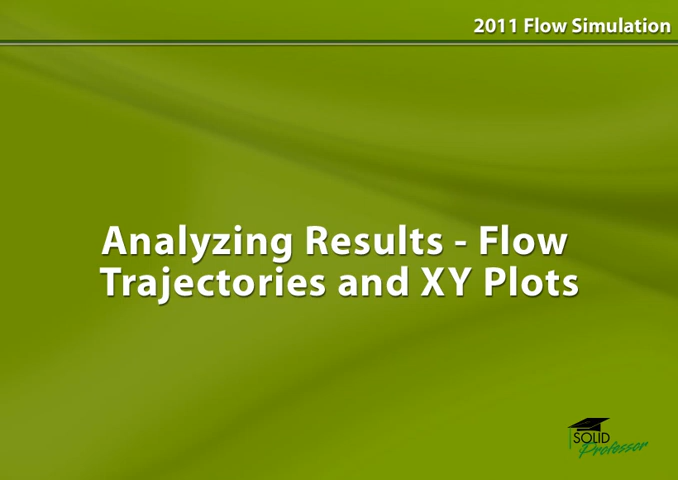 2011 Flow Simulation
Analyzing Results - Flow
Trajectories and XY Plots
SOLID
Professor